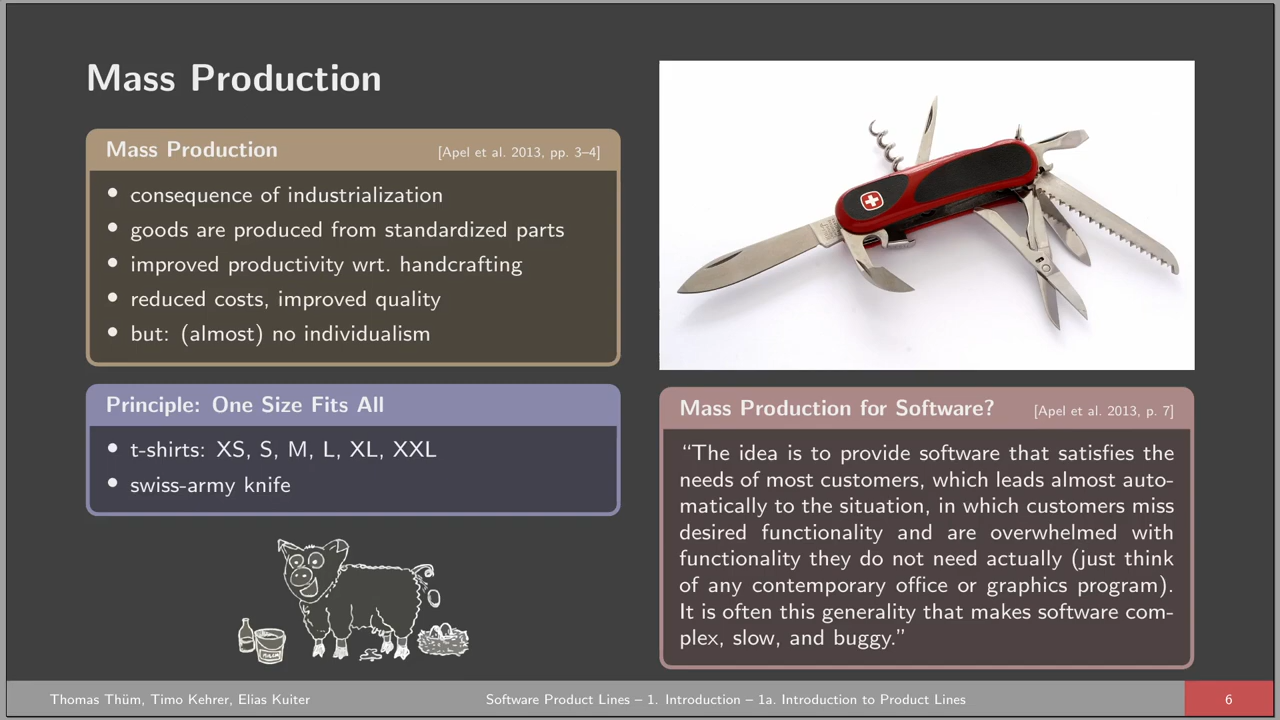 Mass Production
Mass Production [Apel et al. 2013, pp. 3–4]
• consequence of industrialization
• goods are produced from standardized parts
• improved productivity wrt. handcrafting
• reduced costs, improved quality
• but: (almost) no individualism
Principle: One Size Fits All
• t-shirts: XS, S, M, L, XL, XXL
• swiss-army knife
Mass Production for Software? [Apel et al. 2013, p. 7]
“The idea is to provide software that satisfies the
needs of most customers, which leads almost auto-
matically to the situation, in which customers miss
desired functionality and are overwhelmed with
functionality they do not need actually (just think
of any contemporary office or graphics program).
It is often this generality that makes software com-
plex, slow, and buggy.”
Thomas Thüm, Timo Kehrer, Elias Kuiter
Software Product Lines – 1. Introduction – 1a. Introduction to Product Lines
6